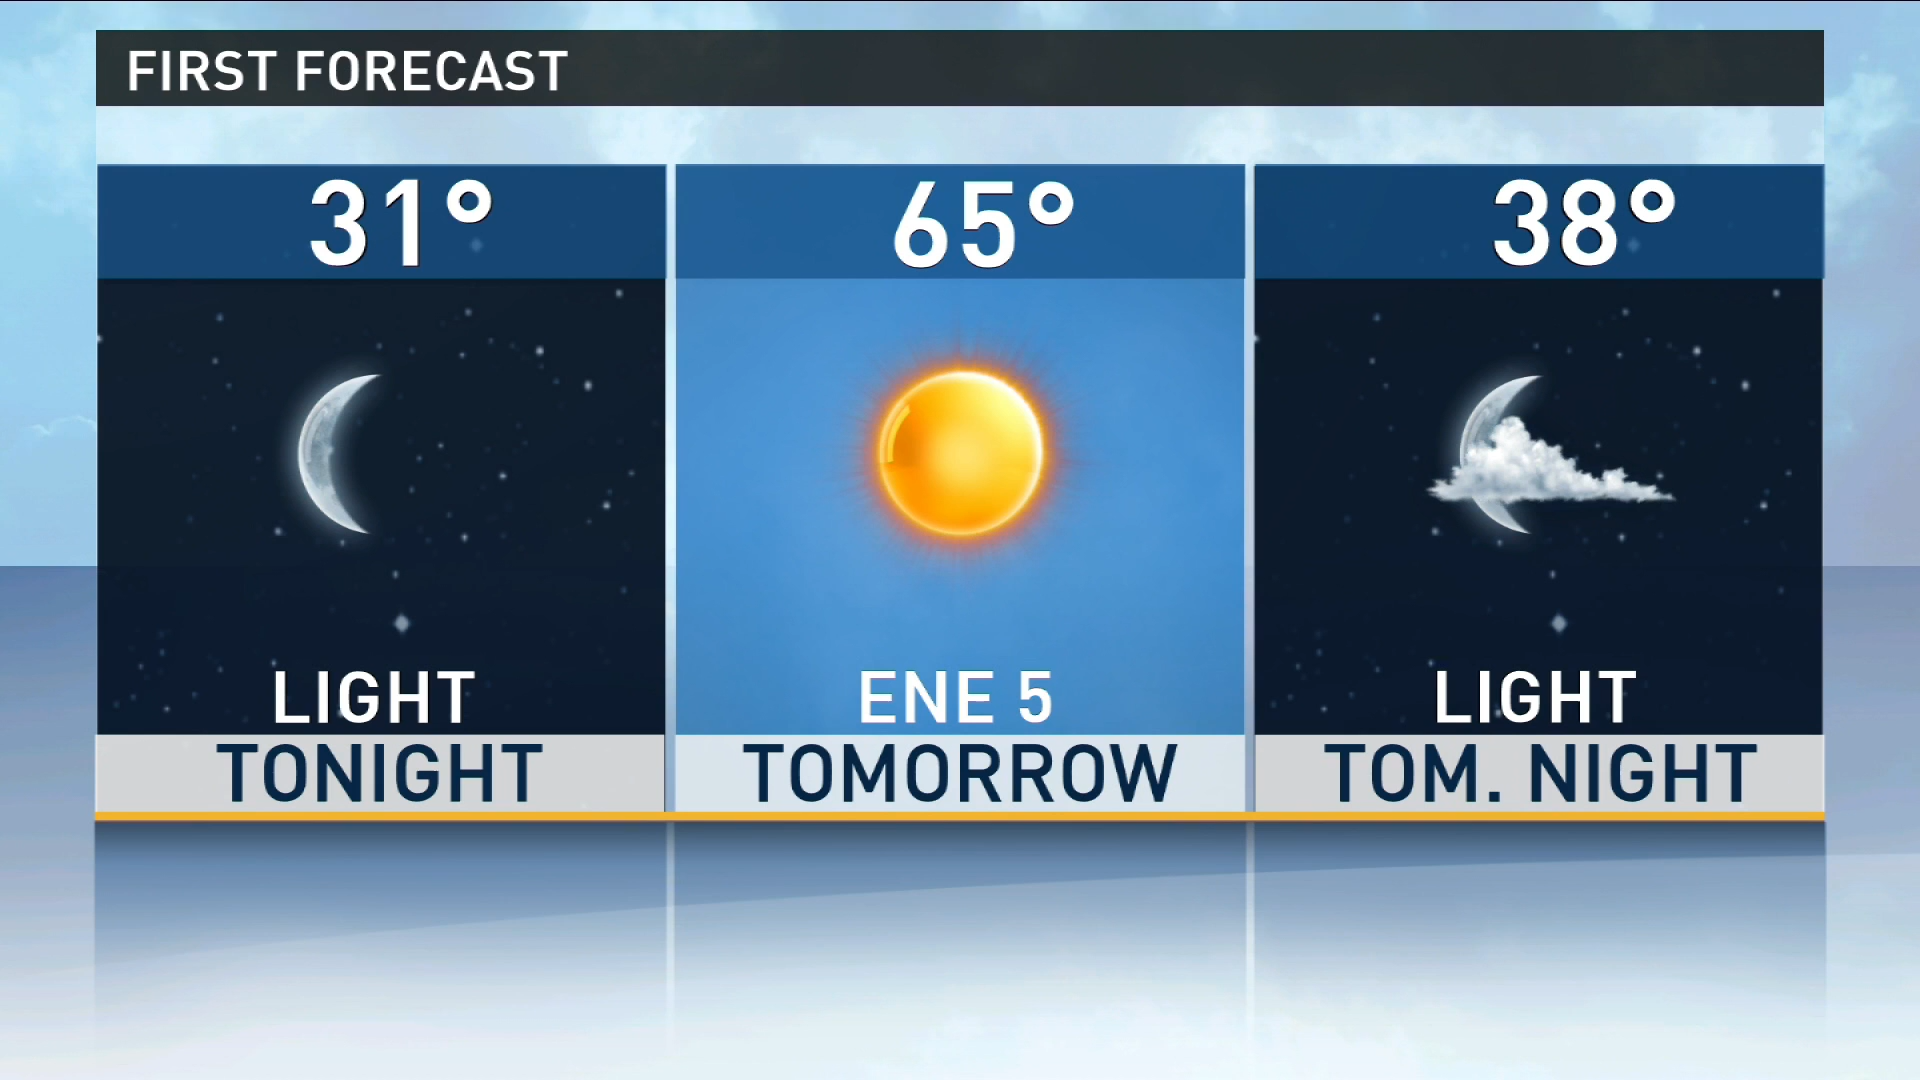 FIRST FORECAST
31°
65°
38°
LIGHT
ENE 5
LIGHT
TONIGHT
TOMORROW
TOM. NIGHT